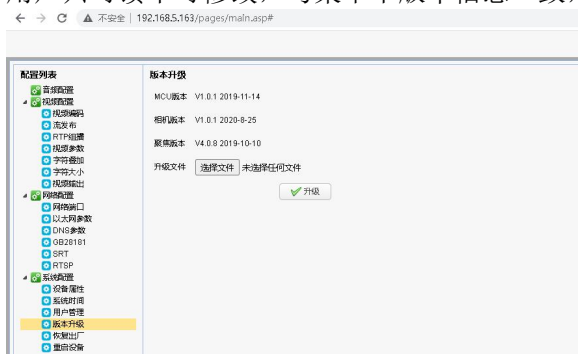 用户只可读不可修改，与菜单中版本信息一致，
不安全 | 192.168.5.163/pages/main.asp#
配置列表
音频配置
视频配置
视频编码
流发布
RTP组播
视频参数
字符叠加
字符大小
视频输出
网络配置
网络端口
以太网参数
DNS参数
GB28181
SRT
RTSP
系统配置
设备属性
系统时间
用户管理
版本升级
恢复出厂
重启设备
版本升级
MCU版本 V1.0.1 2019-11-14
相机版本 V1.0.1 2020-8-25
聚焦版本 V4.0.8 2019-10-10
升级文件 选择文件 未选择任何文件
升级